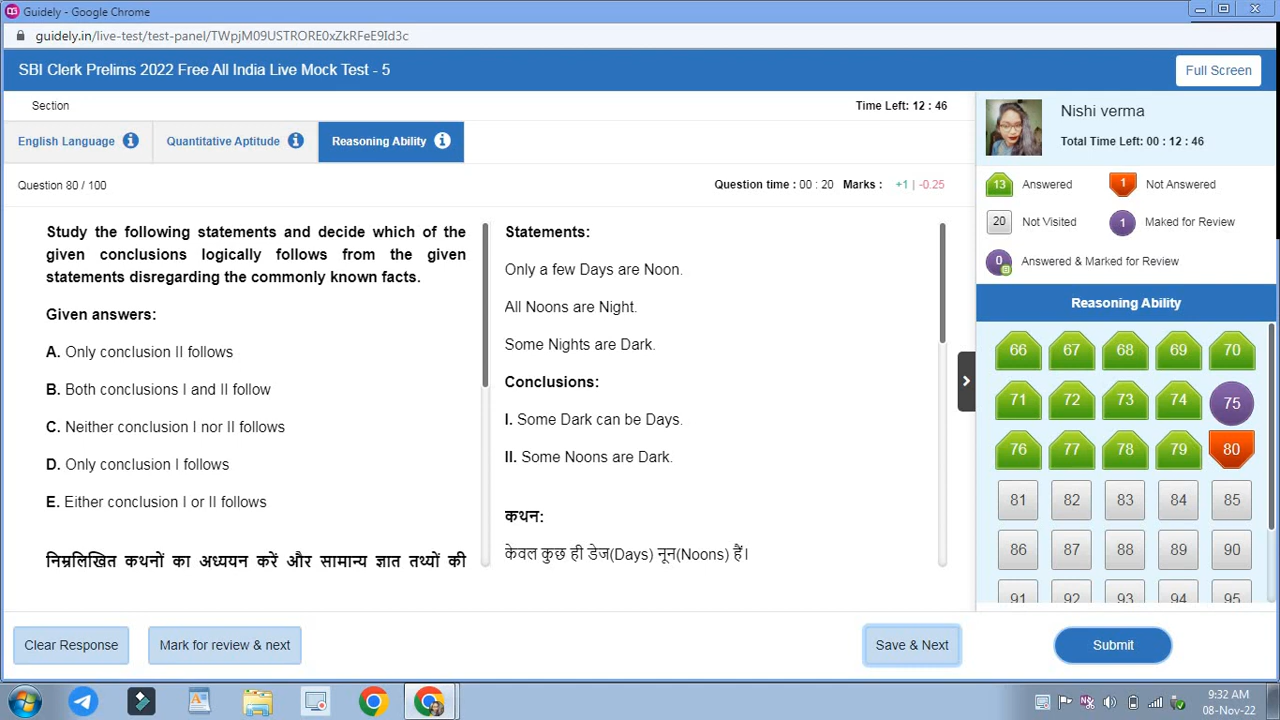 Guidely - Google Chrome
guidely.in/live-test/test-panel/TWpjM09USTRORE0xZkRFeE9Id3c
SBI Clerk Prelims 2022 Free All India Live Mock Test - 5
Full Screen
Section
Time Left: 12 : 46
English Language
Quantitative Aptitude
Reasoning Ability
Nishi verma
Total Time Left: 00 : 12 : 46
Question 80 / 100
Question time : 00 : 20 Marks : +1 | -0.25
13 Answered
1 Not Answered
20 Not Visited
1 Maked for Review
0 Answered & Marked for Review
Study the following statements and decide which of the
given conclusions logically follows from the given
statements disregarding the commonly known facts.
Given answers:
A. Only conclusion II follows
B. Both conclusions I and II follow
C. Neither conclusion I nor II follows
D. Only conclusion I follows
E. Either conclusion I or II follows
निम्नलिखित कथनों का अध्ययन करें और सामान्य ज्ञात तथ्यों की
Statements:
Only a few Days are Noon.
All Noons are Night.
Some Nights are Dark.
Conclusions:
I. Some Dark can be Days.
II. Some Noons are Dark.
कथन:
केवल कुछ ही डेज(Days) नून(Noons) हैं।
Reasoning Ability
66 67 68 69 70
71 72 73 74 75
76 77 78 79 80
81 82 83 84 85
86 87 88 89 90
91 92 93 94 95
Clear Response
Mark for review & next
Save & Next
Submit
9:32 AM
08-Nov-22